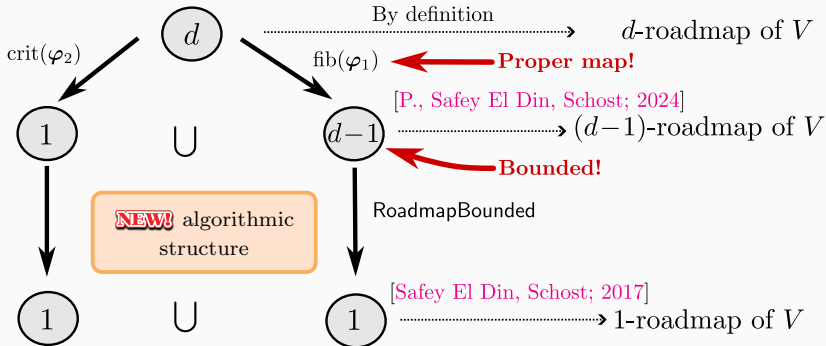 By definition
d
d-roadmap of V
crit(φ₂)
fib(φ₁)
Proper map!
[P., Safey El Din, Schost; 2024]
1
∪
d−1
(d−1)-roadmap of V
Bounded!
NEW! algorithmic
structure
RoadmapBounded
[Safey El Din, Schost; 2017]
1
∪
1
1-roadmap of V